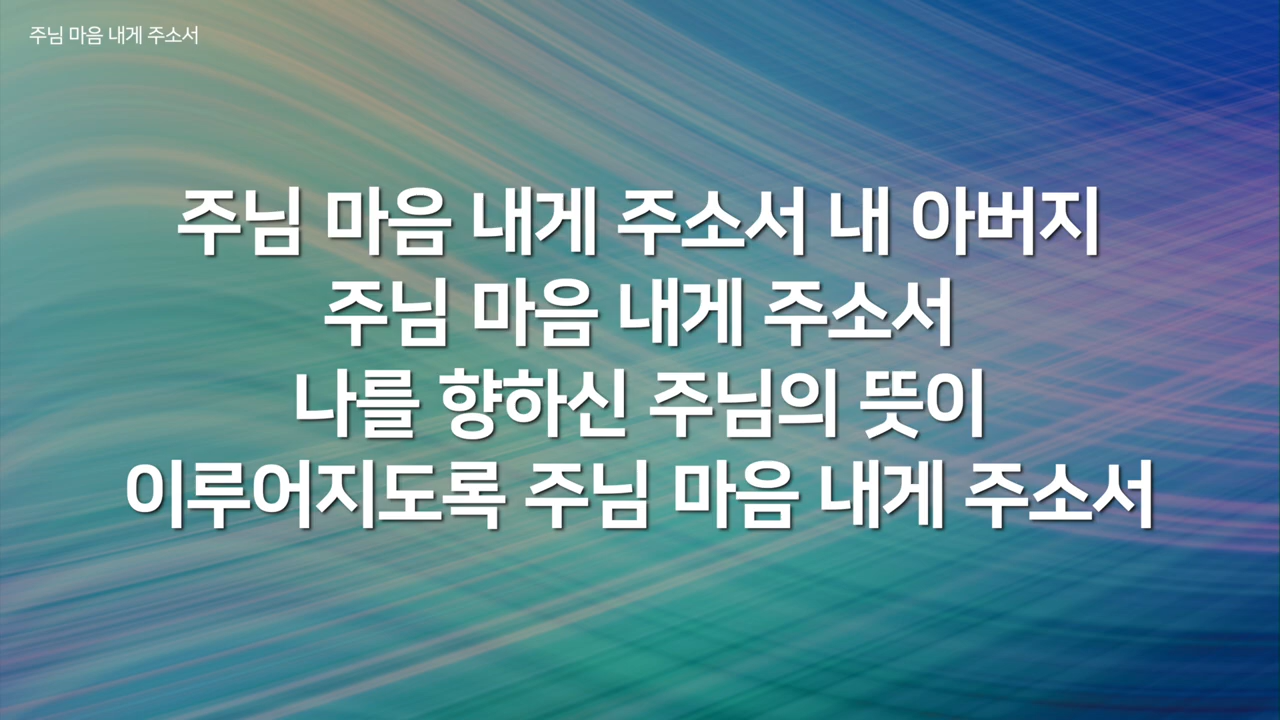 주님 마음 내게 주소서
주님 마음 내게 주소서 내 아버지
주님 마음 내게 주소서
나를 향하신 주님의 뜻이
이루어지도록 주님 마음 내게 주소서